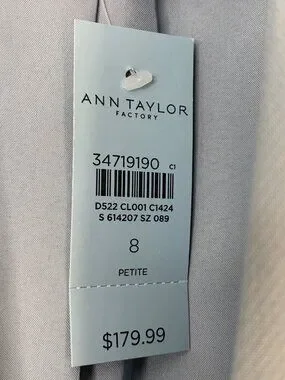 ANN TAYLOR
FACTORY
34719190 C1
D522 CL001 C1424
S 614207 SZ 089
8
PETITE
$179.99